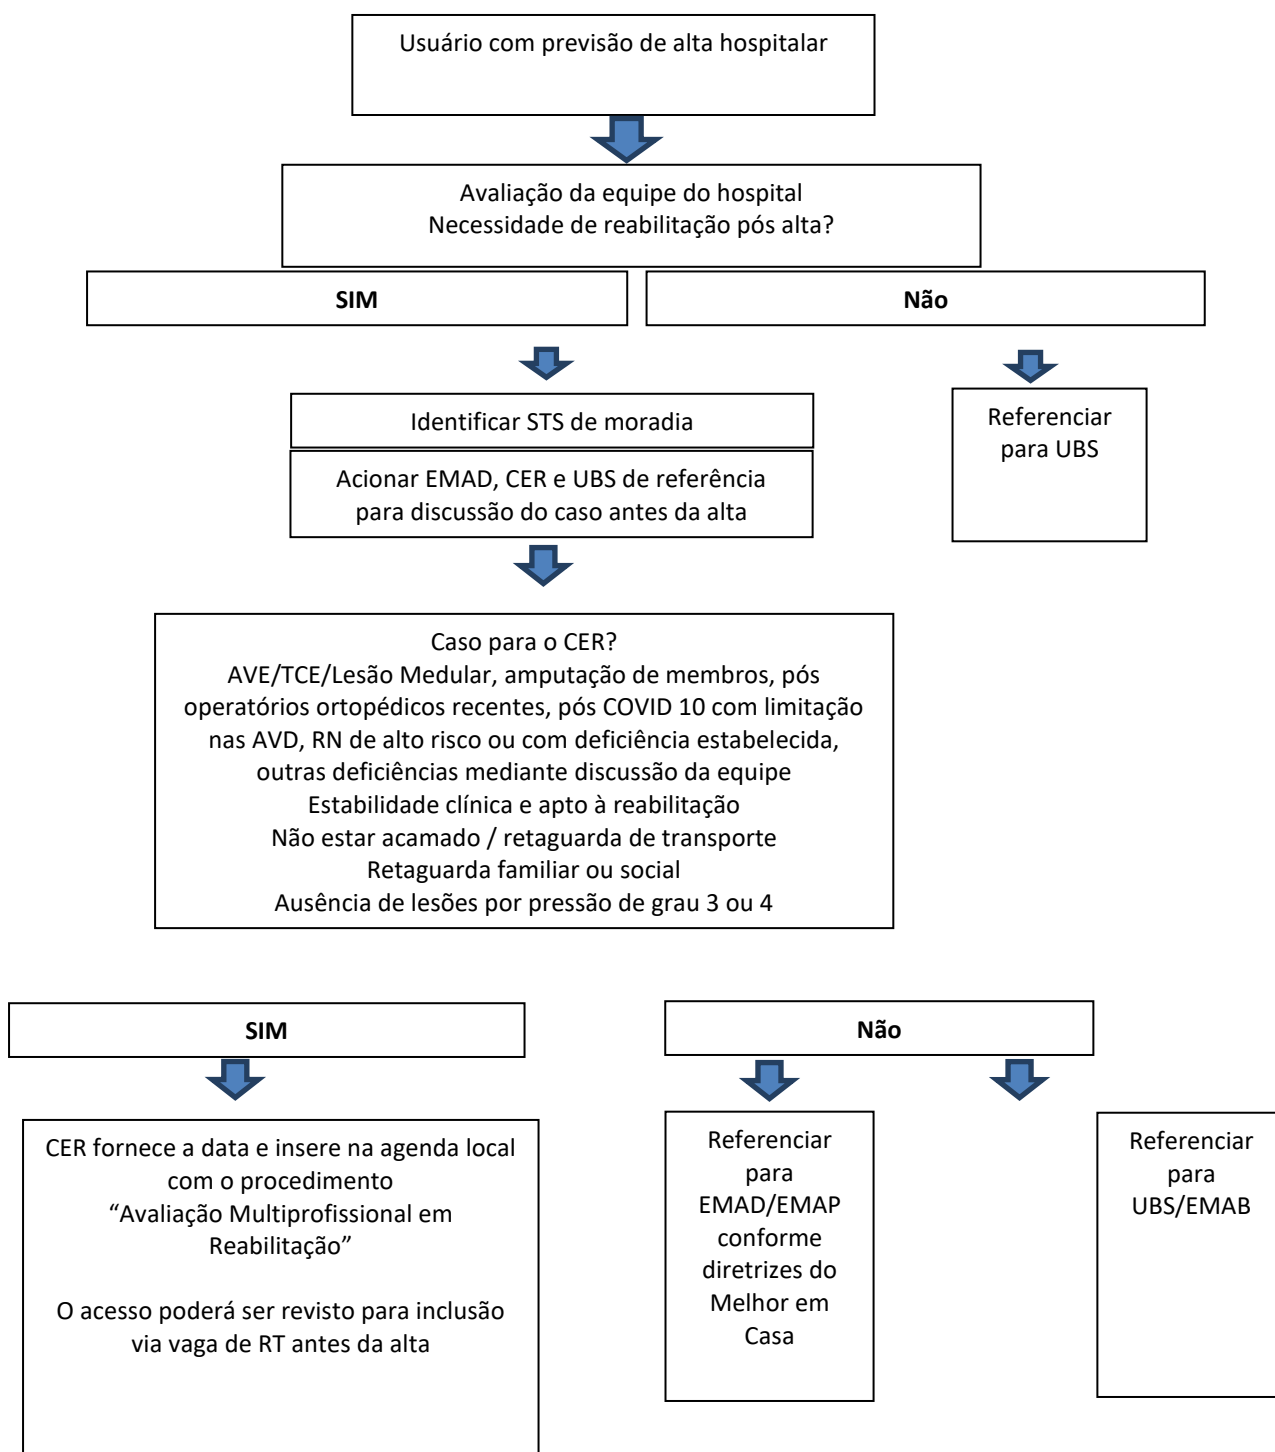 Usuário com previsão de alta hospitalar
Avaliação da equipe do hospital
Necessidade de reabilitação pós alta?
SIM
Não
Identificar STS de moradia
Acionar EMAD, CER e UBS de referência
para discussão do caso antes da alta
Referenciar
para UBS
Caso para o CER?
AVE/TCE/Lesão Medular, amputação de membros, pós
operatórios ortopédicos recentes, pós COVID 10 com limitação
nas AVD, RN de alto risco ou com deficiência estabelecida,
outras deficiências mediante discussão da equipe
Estabilidade clínica e apto à reabilitação
Não estar acamado / retaguarda de transporte
Retaguarda familiar ou social
Ausência de lesões por pressão de grau 3 ou 4
SIM
Não
CER fornece a data e insere na agenda local
com o procedimento
“Avaliação Multiprofissional em
Reabilitação”
O acesso poderá ser revisto para inclusão
via vaga de RT antes da alta
Referenciar
para
EMAD/EMAP
conforme
diretrizes do
Melhor em
Casa
Referenciar
para
UBS/EMAB